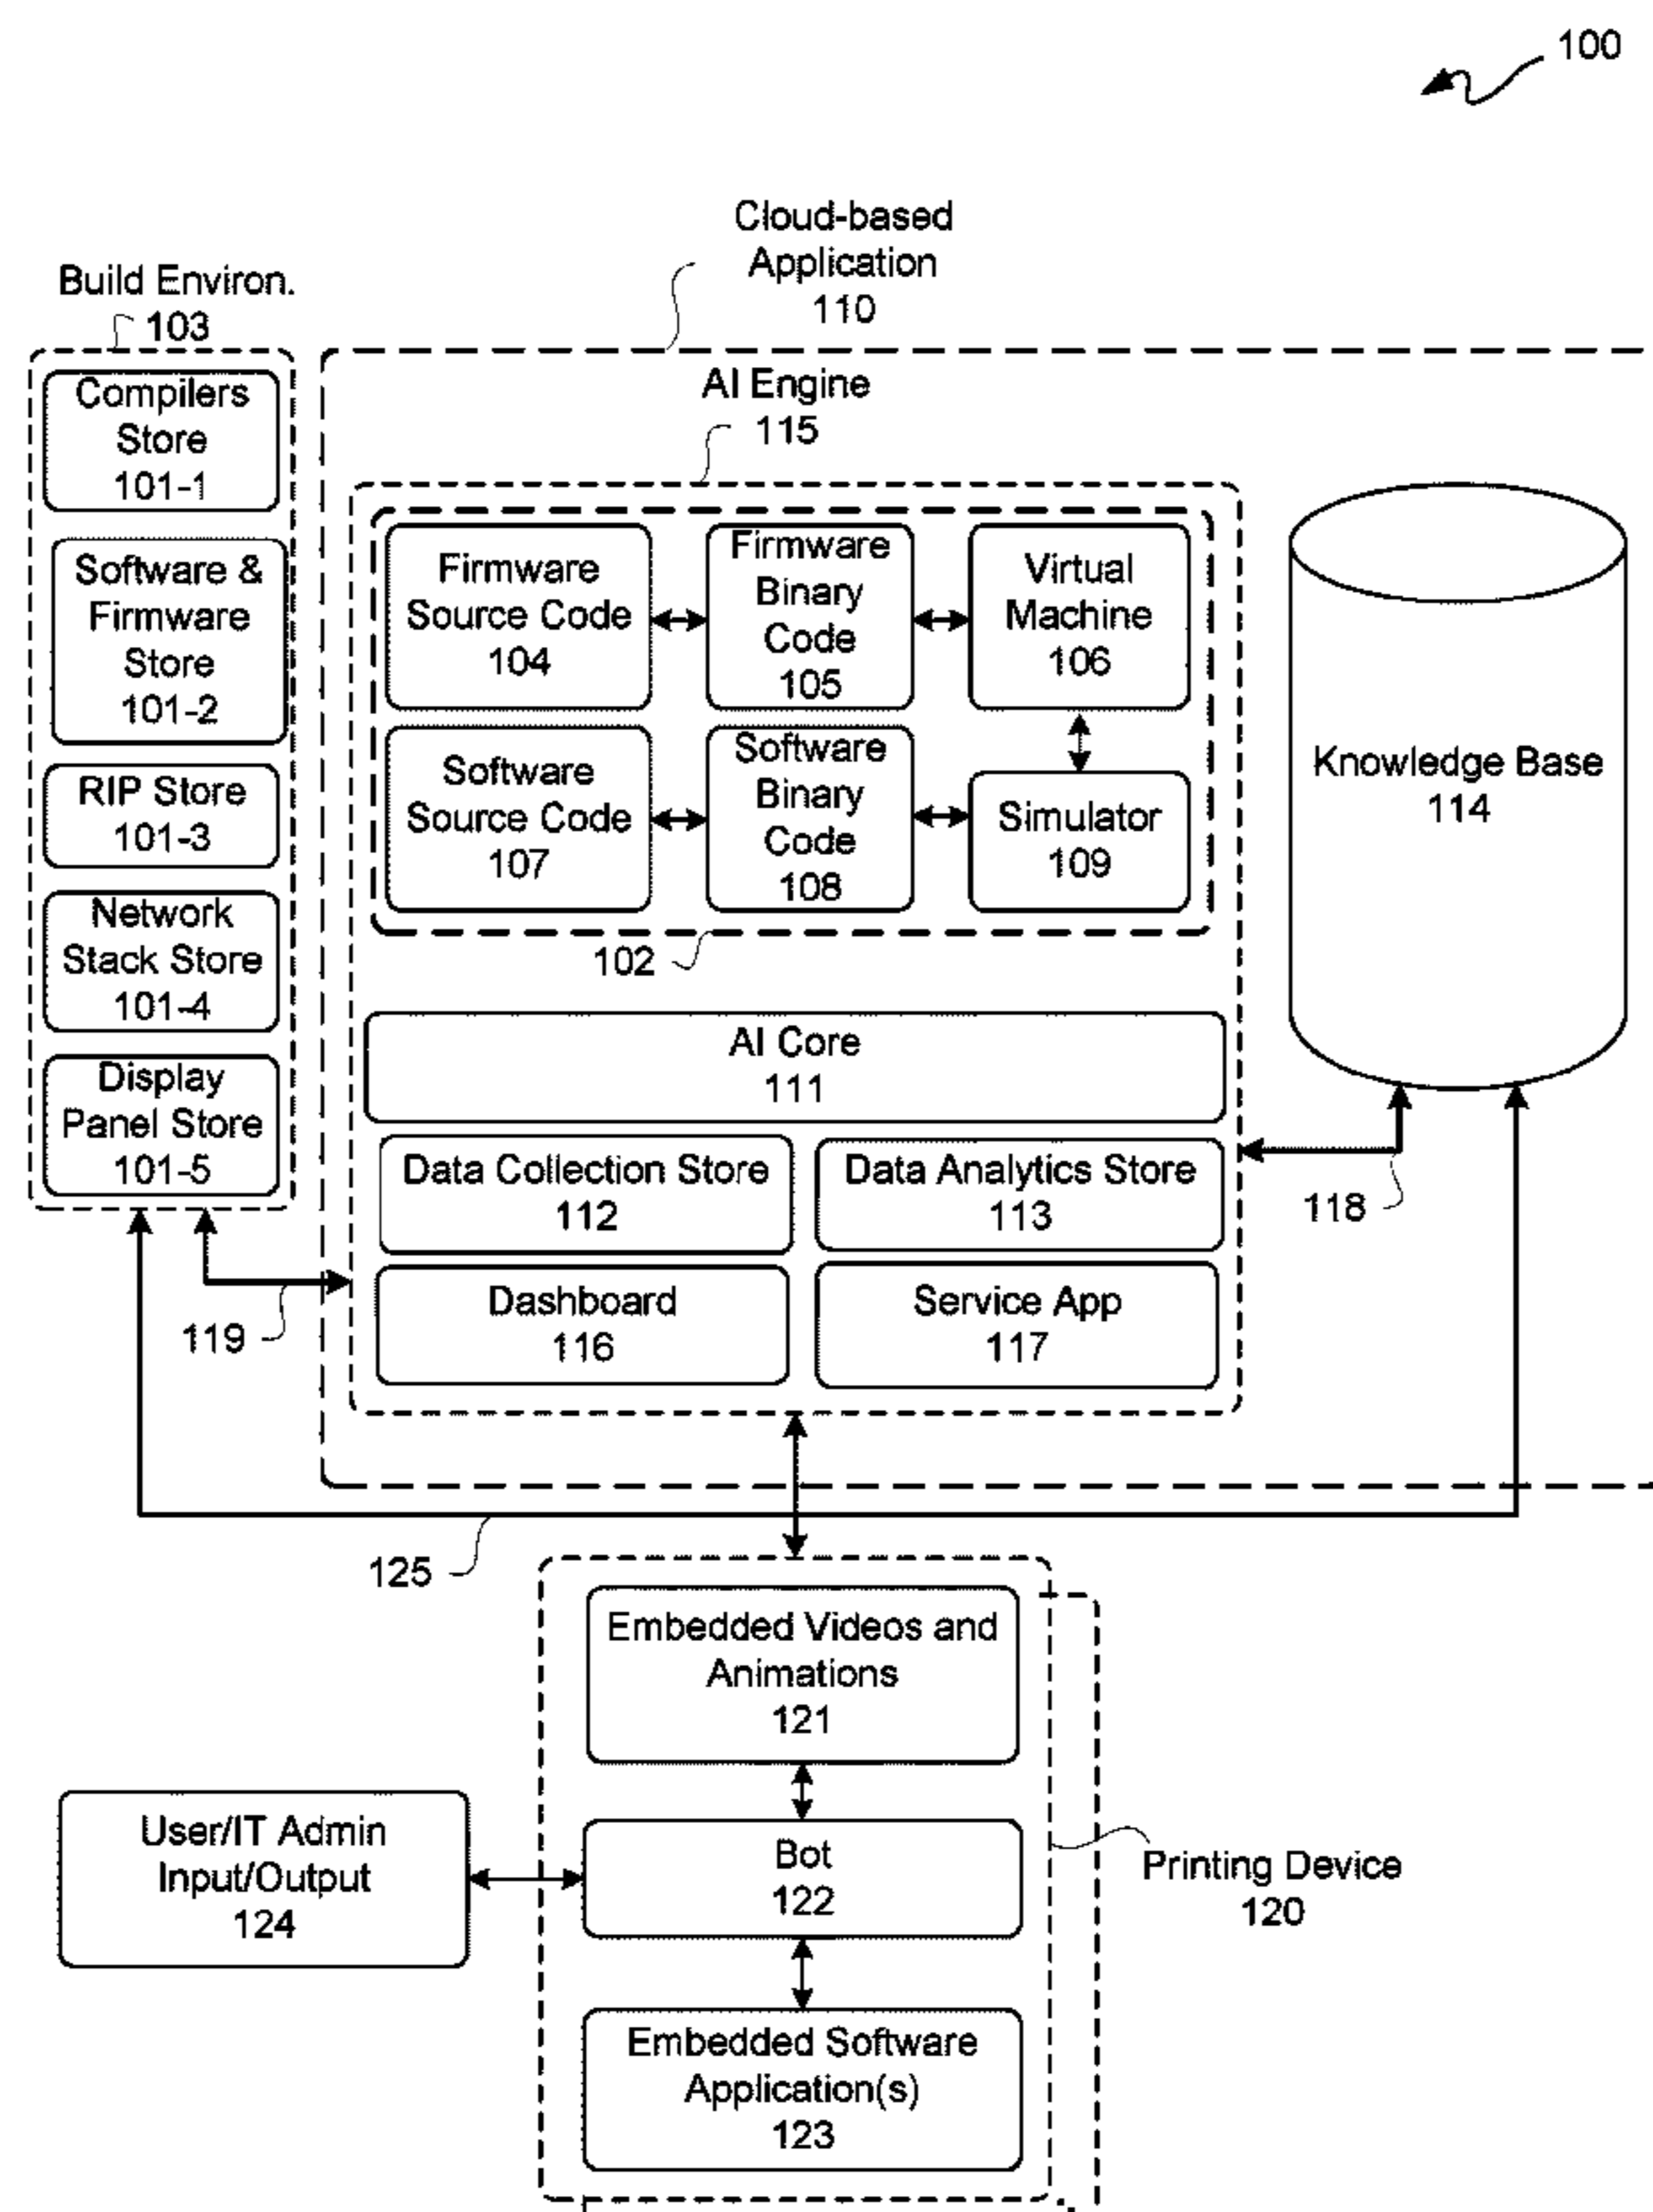 100
Cloud-based
Application
110
Build Environ.
103
Compilers
Store
101-1
Software &
Firmware
Store
101-2
RIP Store
101-3
Network
Stack Store
101-4
Display
Panel Store
101-5
AI Engine
115
Firmware
Source Code
104
Firmware
Binary
Code
105
Virtual
Machine
106
Software
Source Code
107
Software
Binary
Code
108
Simulator
109
102
Knowledge Base
114
AI Core
111
Data Collection Store
112
Data Analytics Store
113
118
Dashboard
116
Service App
117
119
125
Embedded Videos and
Animations
121
User/IT Admin
Input/Output
124
Bot
122
Printing Device
120
Embedded Software
Application(s)
123